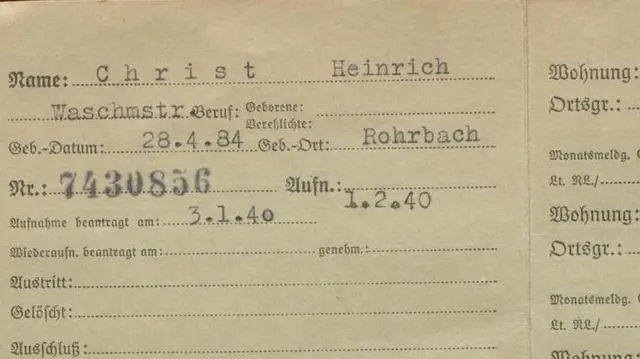 Name: Christ Heinrich
Waschmstr. Beruf: Geborene:
Verehlichte:
Geb.-Datum: 28.4.84 Geb.-Ort: Rohrbach
Nr.: 7430856 Aufn.: 1.2.40
Aufnahme beantragt am: 3.1.40
Wiederaufn. beantragt am: genehm.:
Austritt:
Gelöscht:
Ausschluß:
Wohnung:
Ortsgr.:
Monatsmeldg.
Lt. RL./
Wohnung:
Ortsgr.:
Monatsmeldg.
Lt. RL./
Wohnung: